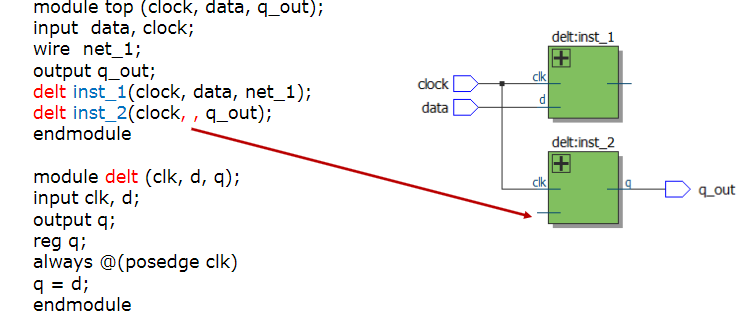 module top (clock, data, q_out);
input  data, clock;
wire  net_1;
output q_out;
delt inst_1(clock, data, net_1);
delt inst_2(clock, , q_out);
endmodule
module delt (clk, d, q);
input clk, d;
output q;
reg q;
always @(posedge clk)
q = d;
endmodule
delt:inst_1
clock
clk
data
d
delt:inst_2
clk
q
q_out